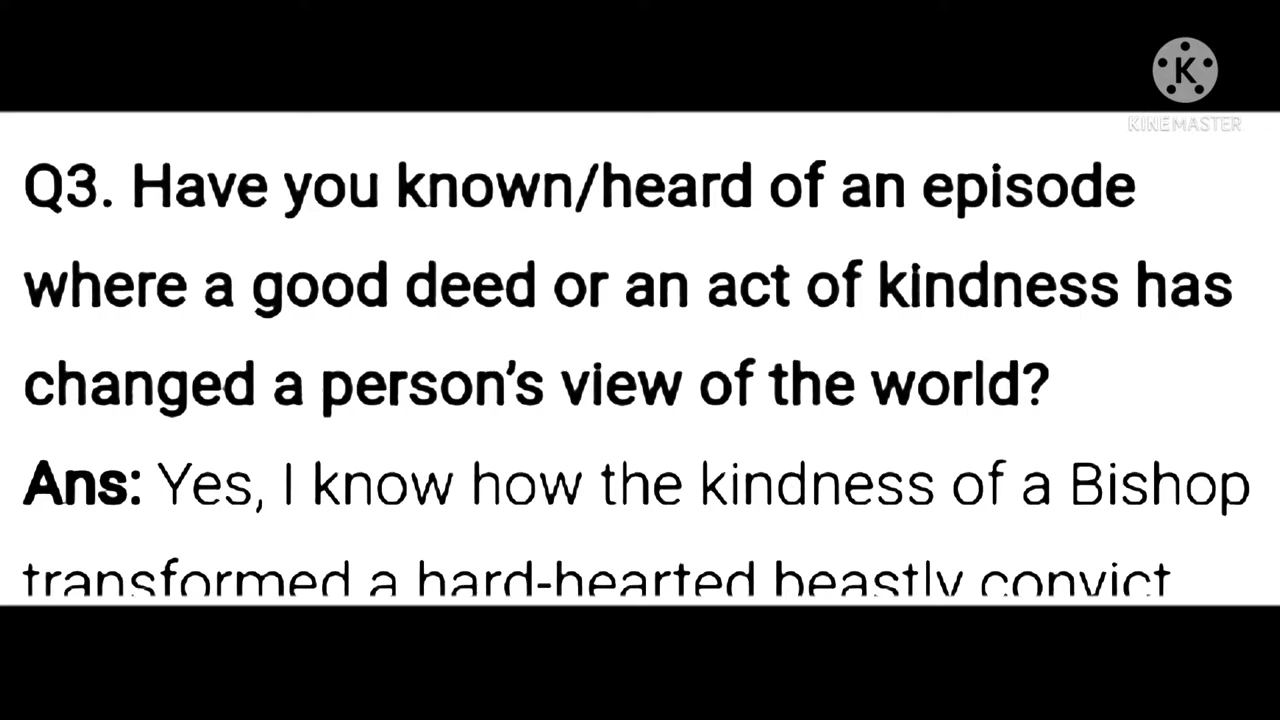 K
KINEMASTER
Q3. Have you known/heard of an episode
where a good deed or an act of kindness has
changed a person's view of the world?
Ans: Yes, I know how the kindness of a Bishop
transformed a hard-hearted beastly convict